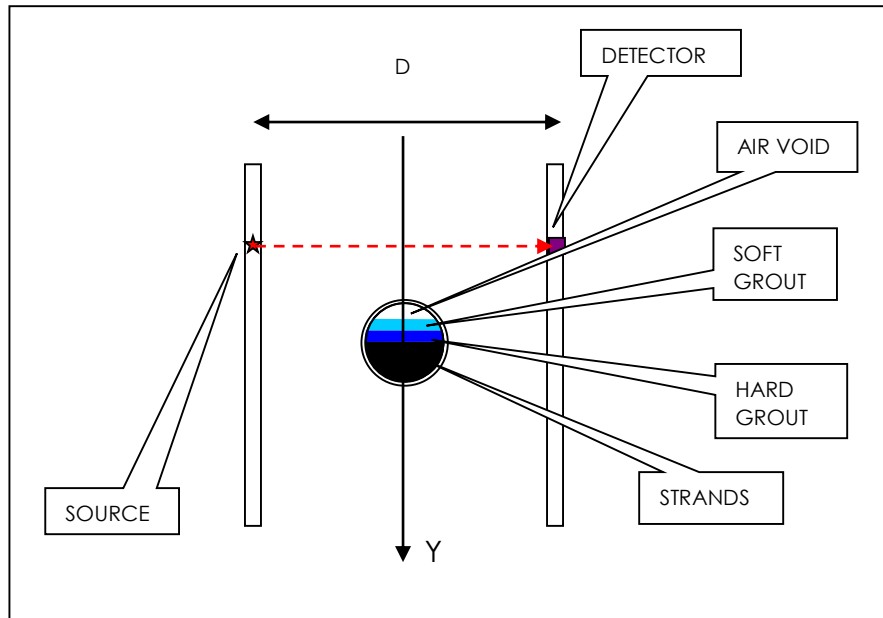 D
DETECTOR
AIR VOID
SOFT
GROUT
HARD
GROUT
STRANDS
SOURCE
Y